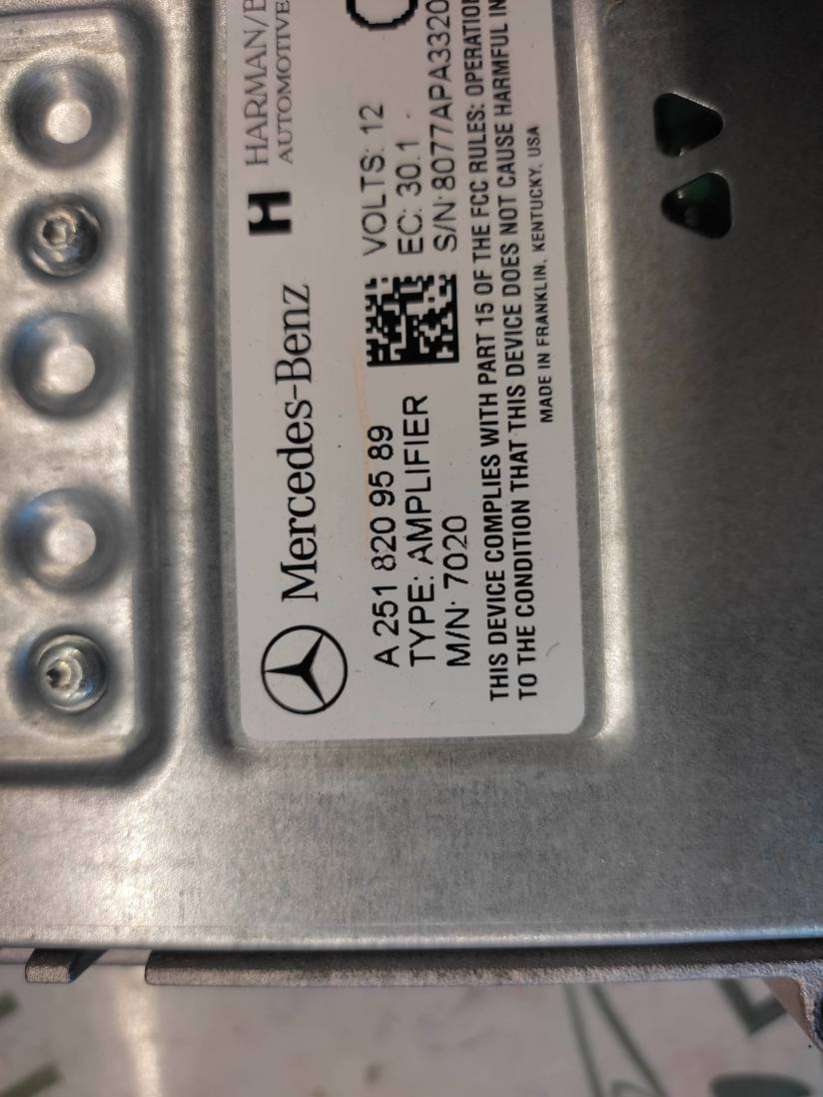 Mercedes-Benz H HARMAN/B
AUTOMOTIVE
A 251 820 95 89 VOLTS: 12
TYPE: AMPLIFIER EC: 30.1
M/N: 7020 S/N: 8077APA3320
THIS DEVICE COMPLIES WITH PART 15 OF THE FCC RULES: OPERATION
TO THE CONDITION THAT THIS DEVICE DOES NOT CAUSE HARMFUL IN
MADE IN FRANKLIN, KENTUCKY, USA